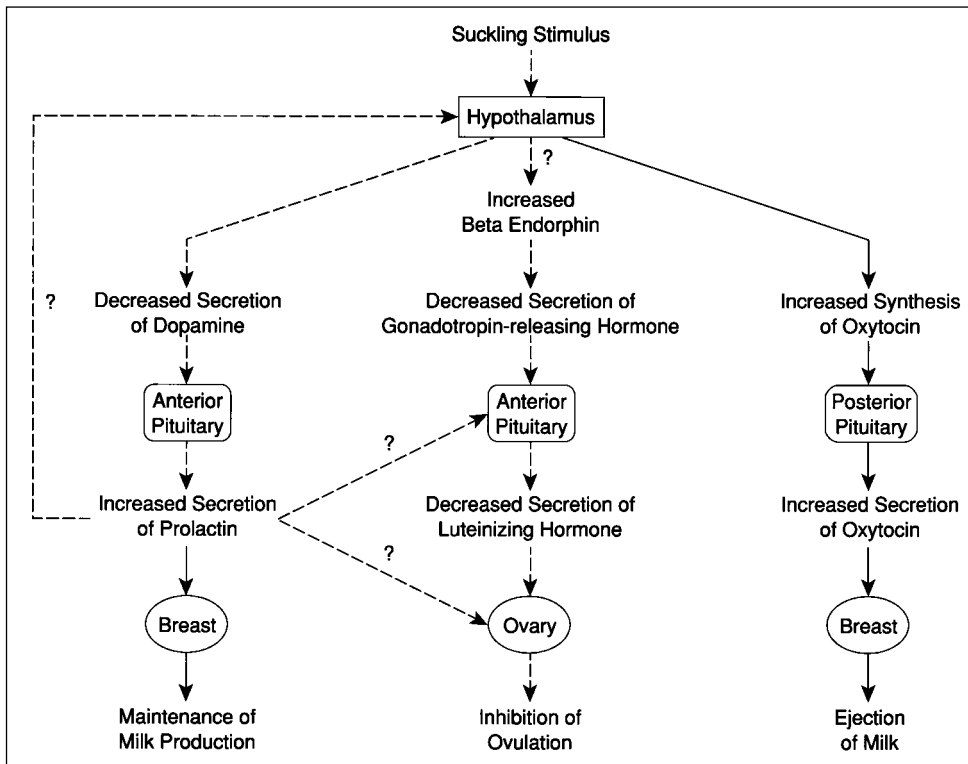 Suckling Stimulus
Hypothalamus
?
Increased
Beta Endorphin
?
Decreased Secretion
of Dopamine
Decreased Secretion of
Gonadotropin-releasing Hormone
Increased Synthesis
of Oxytocin
Anterior
Pituitary
Anterior
Pituitary
Posterior
Pituitary
?
Increased Secretion
of Prolactin
Decreased Secretion of
Luteinizing Hormone
Increased Secretion
of Oxytocin
?
Breast
Ovary
Breast
Maintenance of
Milk Production
Inhibition of
Ovulation
Ejection
of Milk